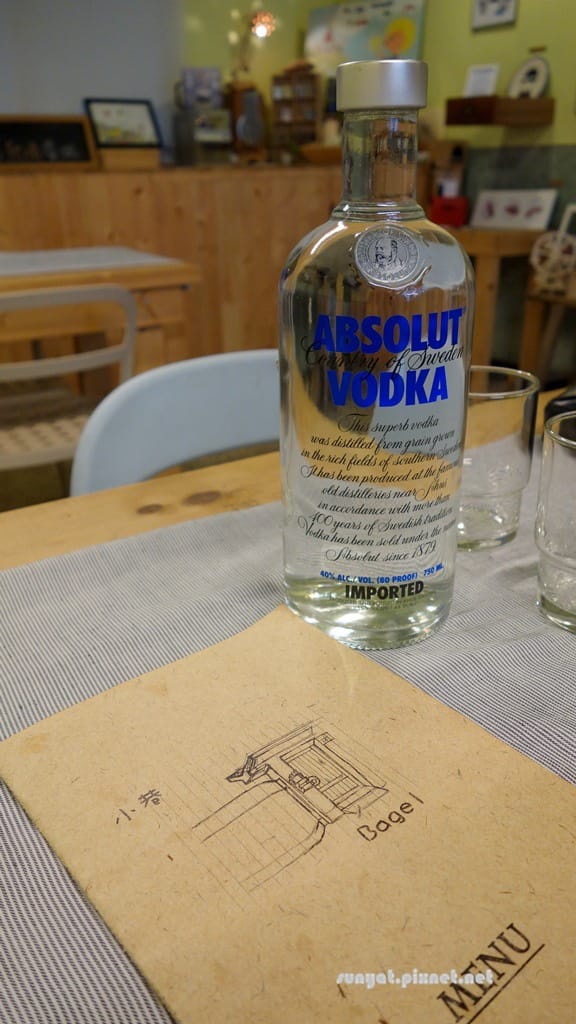 ABSOLUT
Country of Sweden
VODKA
This superb vodka
was distilled from grain grown
in the rich fields of southern Sweden
It has been produced at the famous
old distilleries near Åhus
in accordance with more than
400 years of Swedish tradition
Vodka has been sold under the name
Absolut since 1879
40% ALC./VOL. (80 PROOF) 750 ML
IMPORTED
小巷
Bagel
MENU
sunyat.pixnet.net